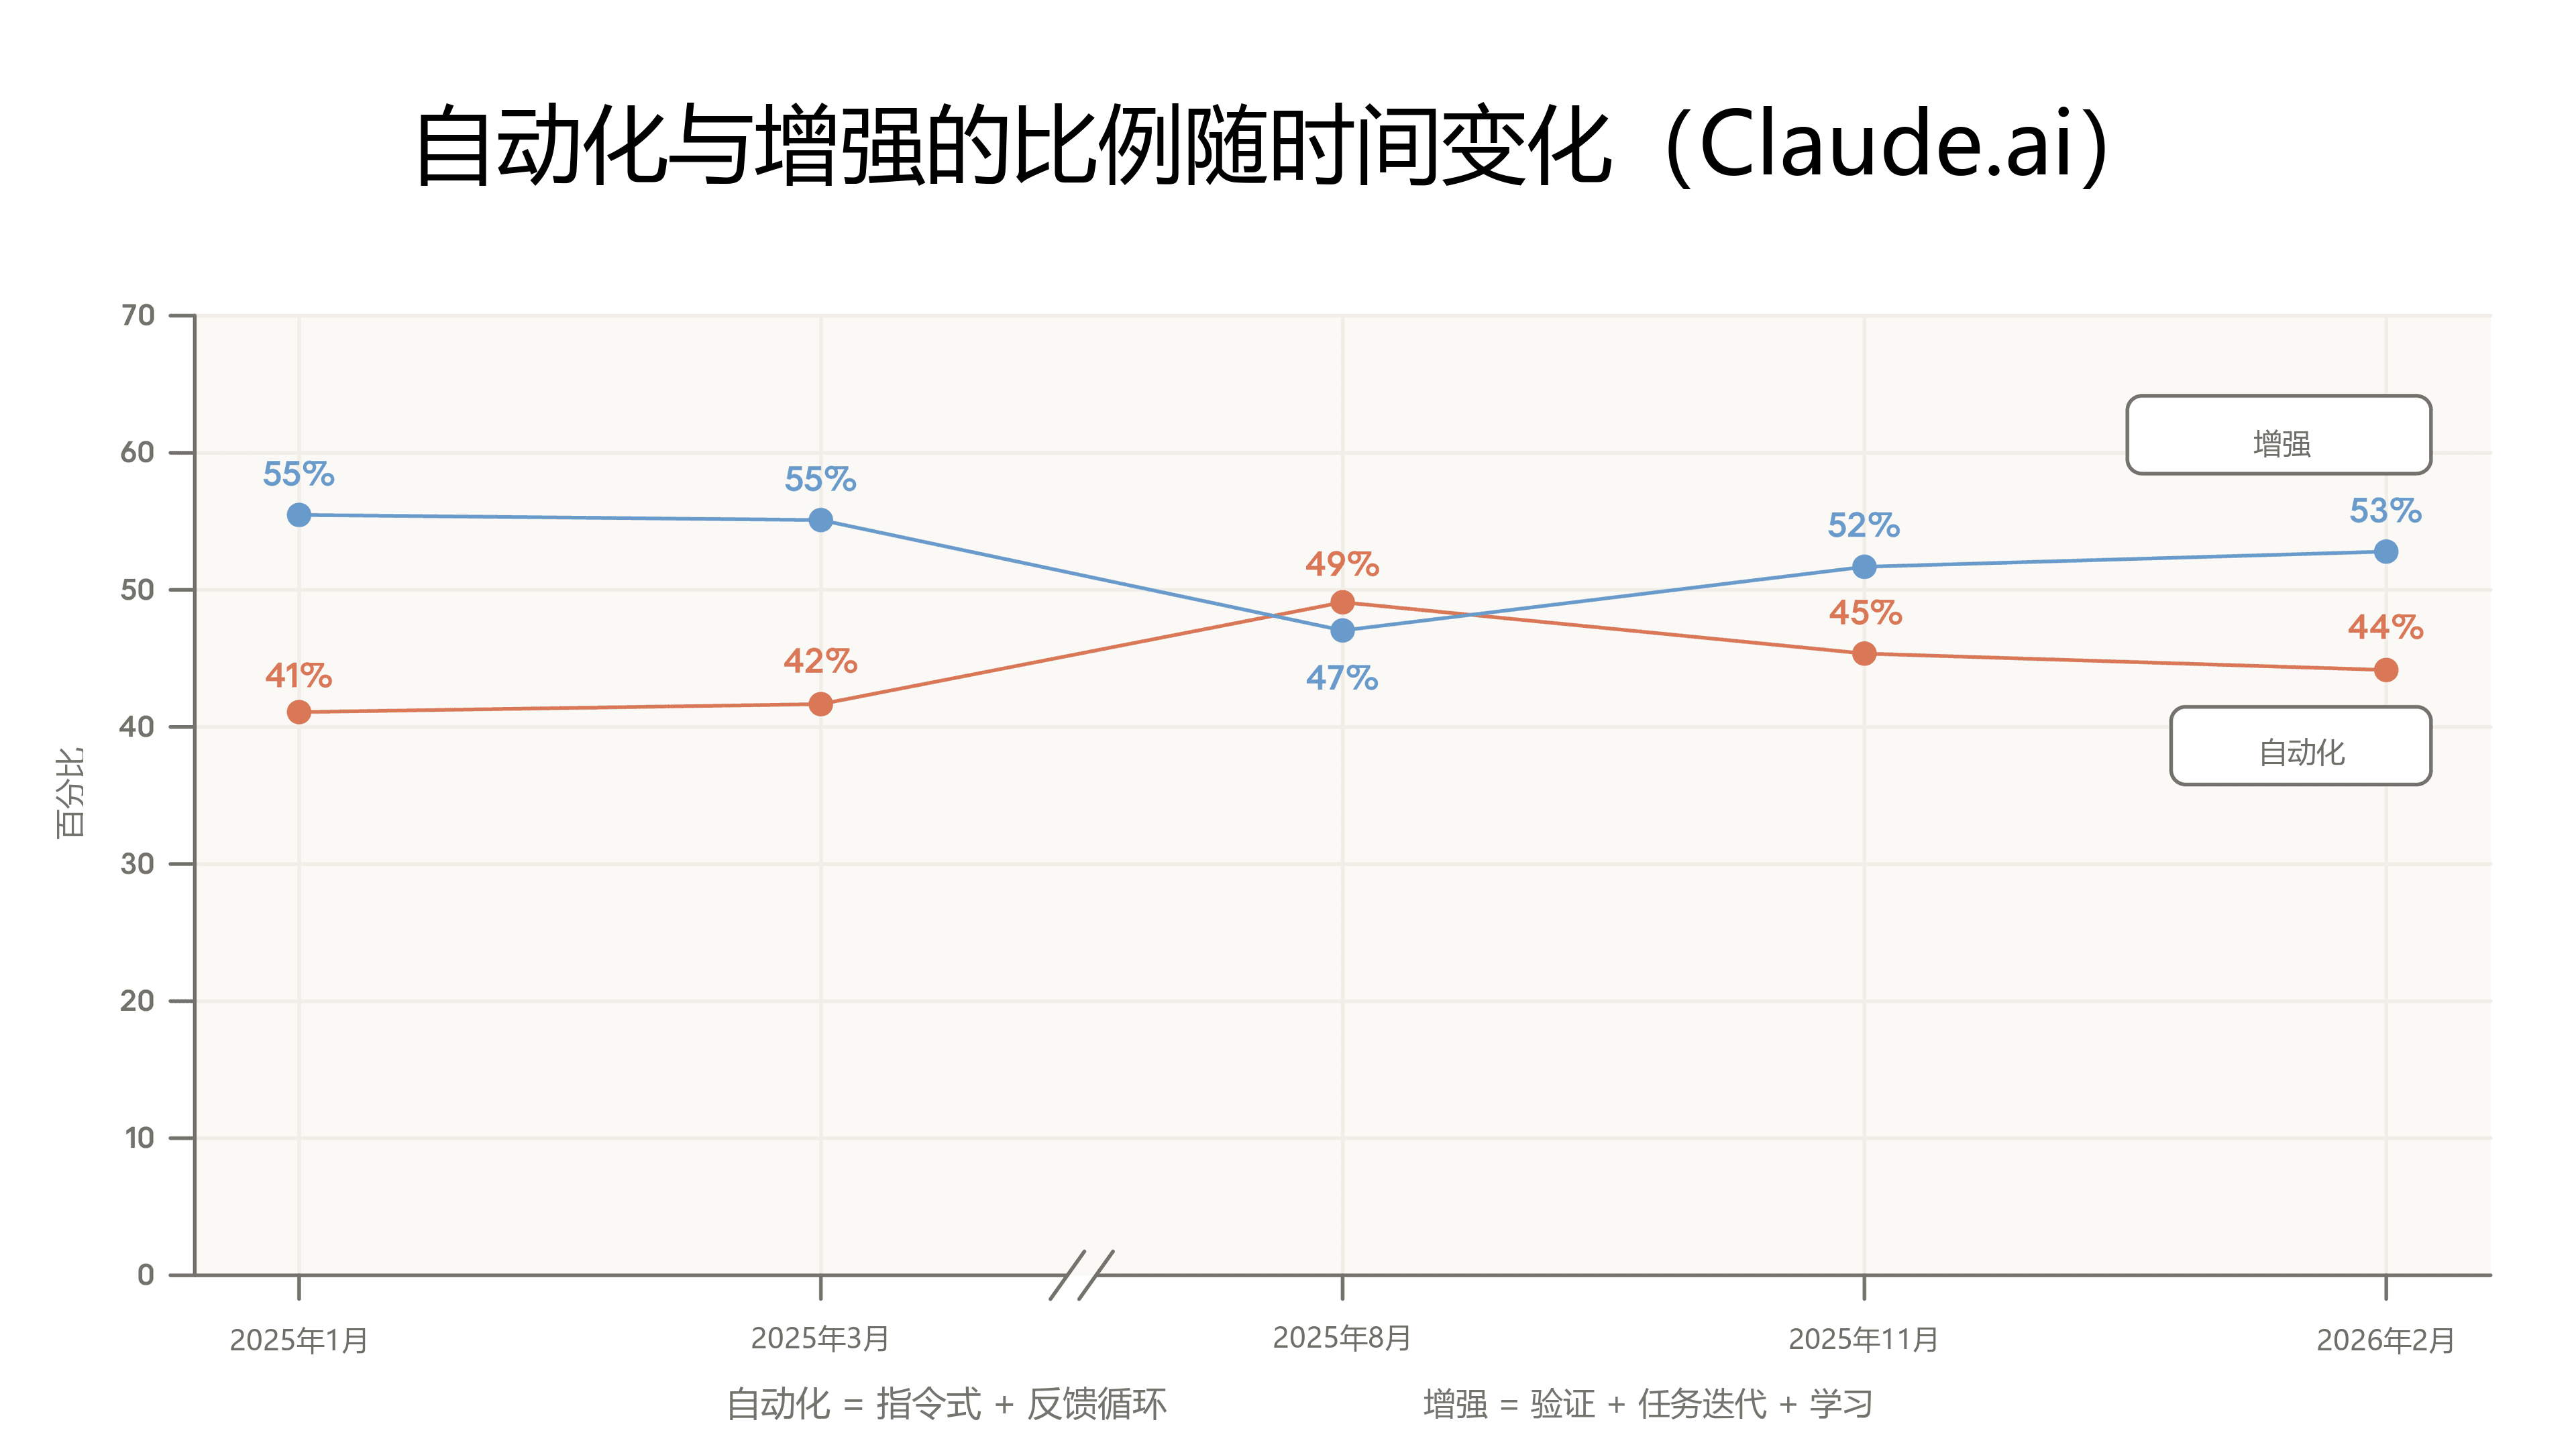 自动化与增强的比例随时间变化（Claude.ai）
70
60
50
40
30
20
10
0
百分比
55%
55%
47%
52%
53%
41%
42%
49%
45%
44%
增强
自动化
2025年1月
2025年3月
2025年8月
2025年11月
2026年2月
自动化 = 指令式 + 反馈循环
增强 = 验证 + 任务迭代 + 学习